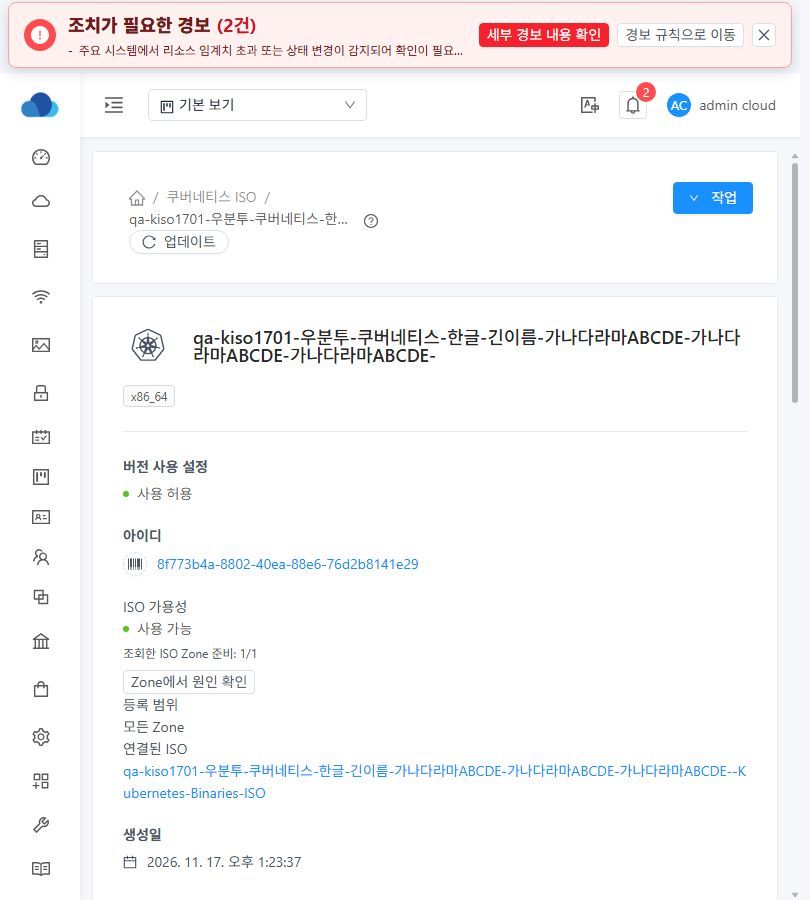 조치가 필요한 경보 (2건)
- 주요 시스템에서 리소스 임계치 초과 또는 상태 변경이 감지되어 확인이 필요...
세부 경보 내용 확인
경보 규칙으로 이동
기본 보기
2
AC
admin cloud
/ 쿠버네티스 ISO /
qa-kiso1701-우분투-쿠버네티스-한...
업데이트
작업
qa-kiso1701-우분투-쿠버네티스-한글-긴이름-가나다라마ABCDE-가나다
라마ABCDE-가나다라마ABCDE-
x86_64
버전 사용 설정
사용 허용
아이디
8f773b4a-8802-40ea-88e6-76d2b8141e29
ISO 가용성
사용 가능
조회한 ISO Zone 준비: 1/1
Zone에서 원인 확인
등록 범위
모든 Zone
연결된 ISO
qa-kiso1701-우분투-쿠버네티스-한글-긴이름-가나다라마ABCDE-가나다라마ABCDE-가나다라마ABCDE--K
ubernetes-Binaries-ISO
생성일
2026. 11. 17. 오후 1:23:37